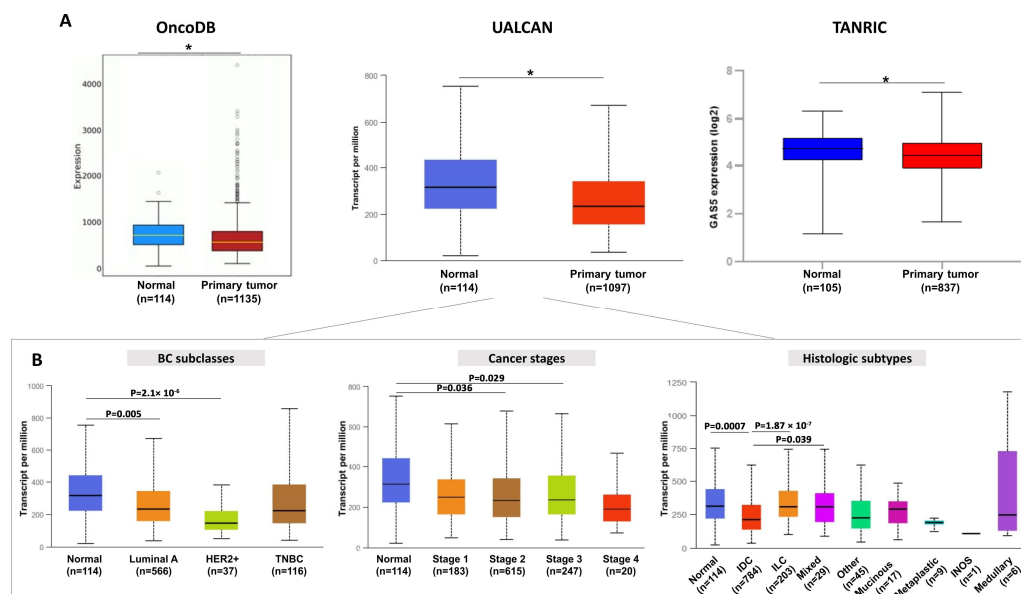 A
OncoDB
UALCAN
TANRIC
*
Expression
4000
3000
2000
1000
0
Normal
(n=114)
Primary tumor
(n=1135)
*
Transcript per million
800
600
400
200
0
Normal
(n=114)
Primary tumor
(n=1097)
*
GAS5 expression (log2)
8
6
4
2
0
Normal
(n=105)
Primary tumor
(n=837)
B
BC subclasses
Transcript per million
1000
800
600
400
200
0
P=2.1× 10⁻⁶
P=0.005
Normal
(n=114)
Luminal A
(n=566)
HER2+
(n=37)
TNBC
(n=116)
Cancer stages
Transcript per million
800
600
400
200
0
P=0.029
P=0.036
Normal
(n=114)
Stage 1
(n=183)
Stage 2
(n=615)
Stage 3
(n=247)
Stage 4
(n=20)
Histologic subtypes
Transcript per million
1250
1000
750
500
250
0
P=0.0007
P=1.87 × 10⁻⁷
P=0.039
Normal
(n=114)
IDC
(n=784)
ILC
(n=203)
Mixed
(n=29)
Other
(n=45)
Mucinous
(n=17)
Metaplastic
(n=9)
INOS
(n=1)
Medullary
(n=6)